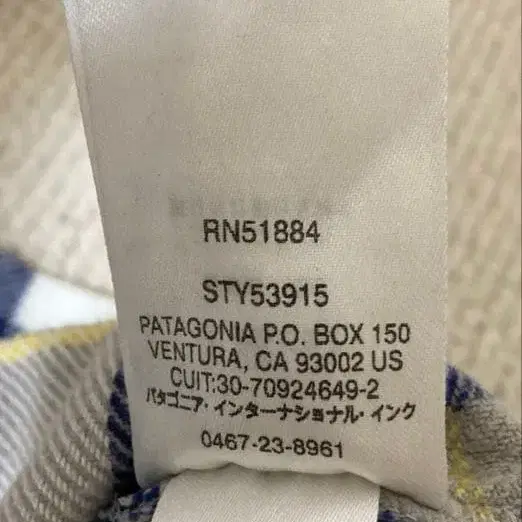 RN51884
STY53915
PATAGONIA P.O. BOX 150
VENTURA, CA 93002 US
CUIT:30-70924649-2
パタゴニア・インターナショナル・インク
0467-23-8961